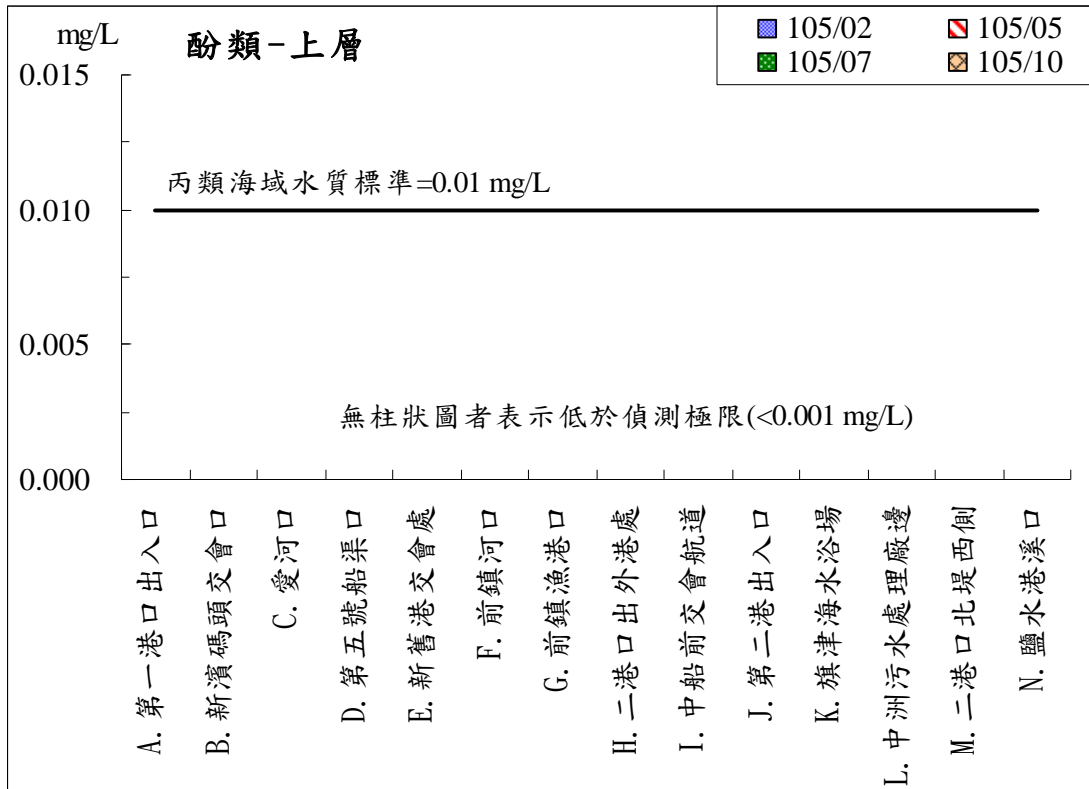 mg/L
酚類-上層
105/02
105/05
105/07
105/10
0.015
丙類海域水質標準=0.01 mg/L
0.010
0.005
無柱狀圖者表示低於偵測極限(<0.001 mg/L)
0.000
A. 第一港口出入口
B. 新濱碼頭交會口
C. 愛河口
D. 第五號船渠口
E. 新舊港交會處
F. 前鎮河口
G. 前鎮漁港口
H. 二港口出外港處
I. 中船前交會航道
J. 第二港出入口
K. 旗津海水浴場
L. 中洲污水處理廠邊
M. 二港口北堤西側
N. 鹽水港溪口